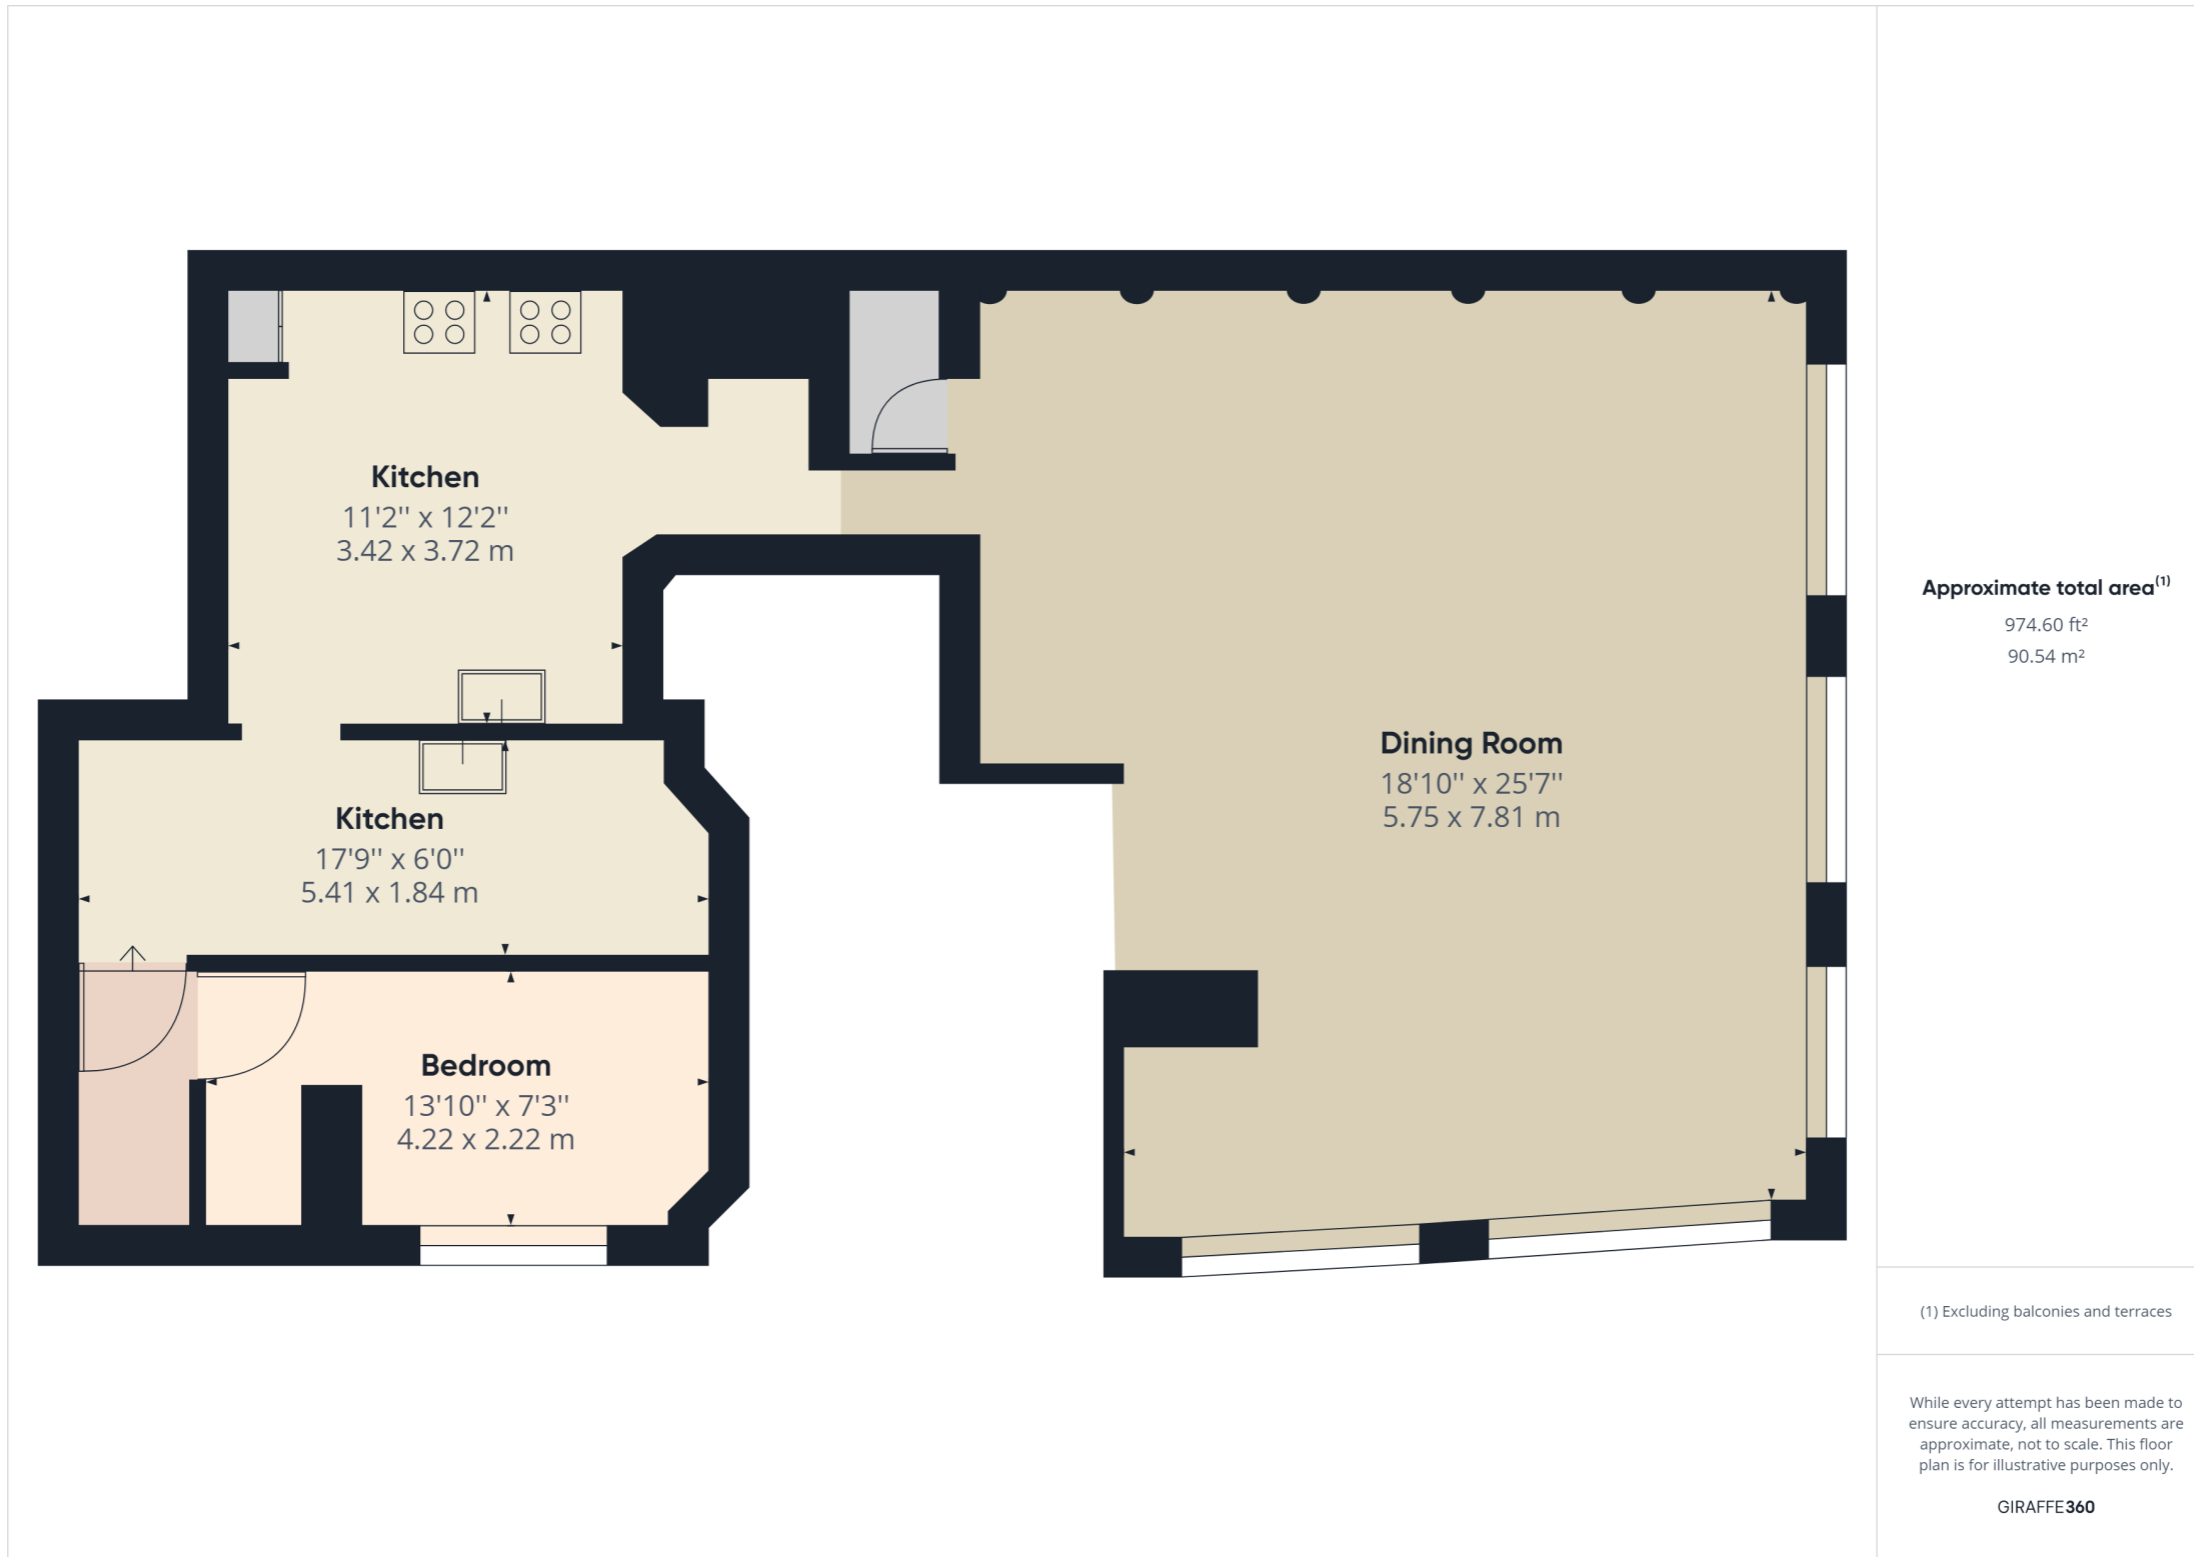 Kitchen
11'2'' x 12'2''
3.42 x 3.72 m
Kitchen
17'9'' x 6'0''
5.41 x 1.84 m
Bedroom
13'10'' x 7'3''
4.22 x 2.22 m
Dining Room
18'10'' x 25'7''
5.75 x 7.81 m
Approximate total area(1)
974.60 ft²
90.54 m²
(1) Excluding balconies and terraces
While every attempt has been made to
ensure accuracy, all measurements are
approximate, not to scale. This floor
plan is for illustrative purposes only.
GIRAFFE360